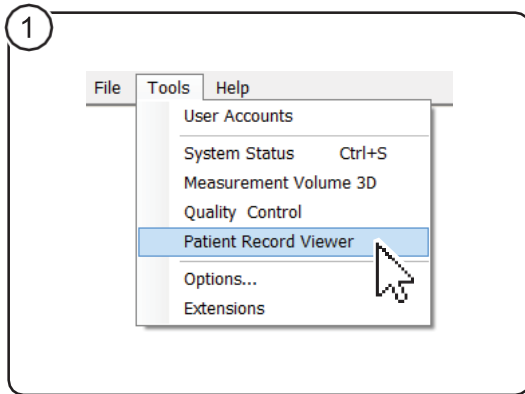 1
File Tools Help
User Accounts
System Status Ctrl+S
Measurement Volume 3D
Quality Control
Patient Record Viewer
Options...
Extensions